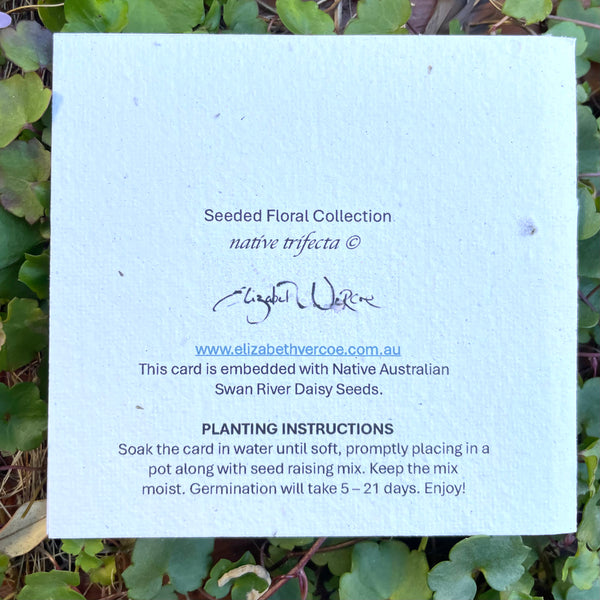 Seeded Floral Collection
native trifecta ©
Elizabeth Vercoe
www.elizabethvercoe.com.au
This card is embedded with Native Australian
Swan River Daisy Seeds.
PLANTING INSTRUCTIONS
Soak the card in water until soft, promptly placing in a
pot along with seed raising mix. Keep the mix
moist. Germination will take 5 – 21 days. Enjoy!